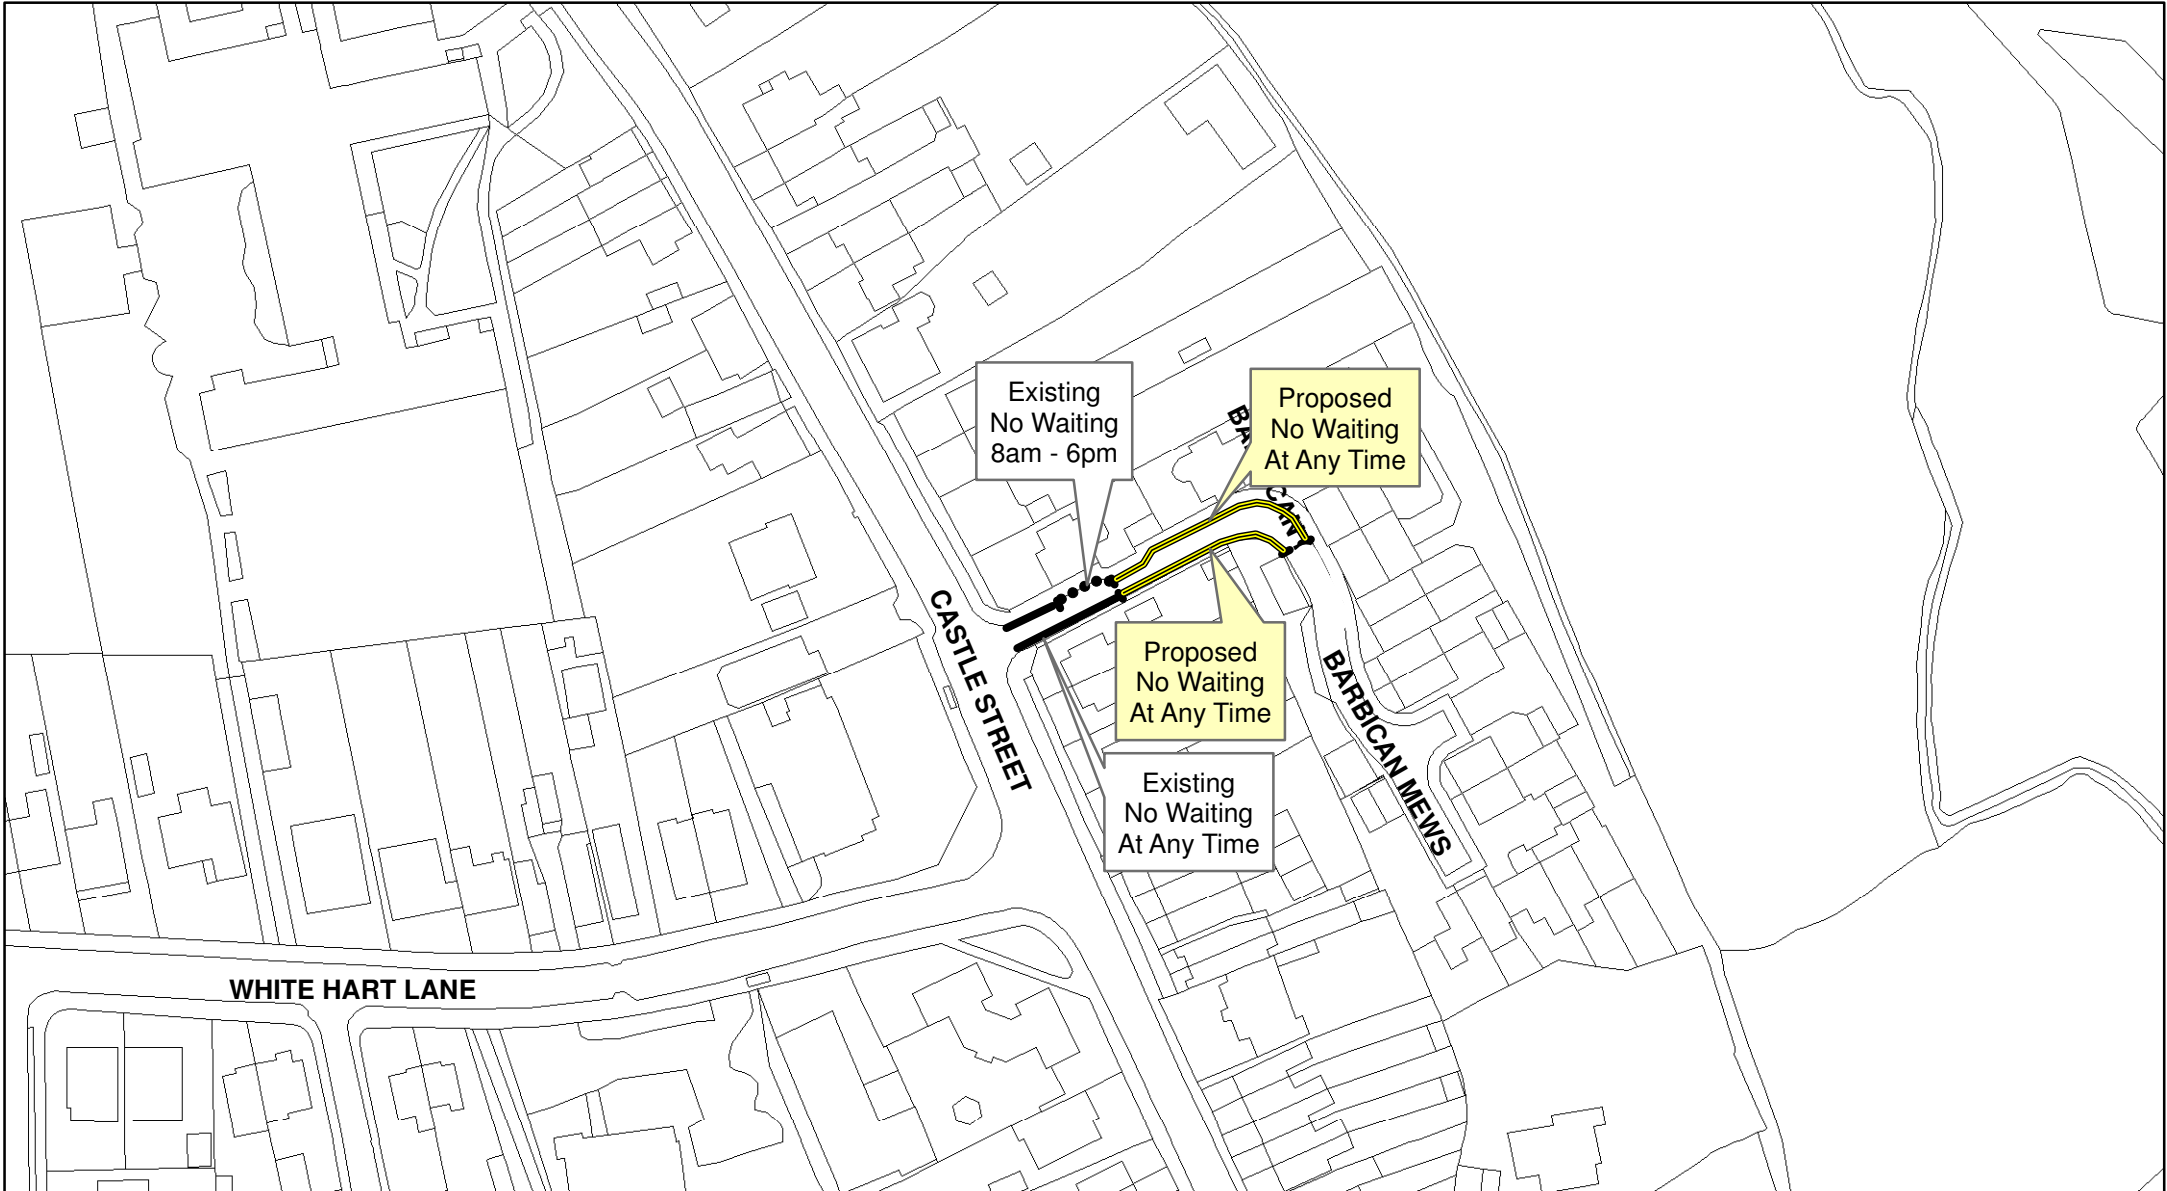 Existing
No Waiting
8am - 6pm
Proposed
No Waiting
At Any Time
CASTLE STREET
Proposed
No Waiting
At Any Time
BARBICAN MEWS
Existing
No Waiting
At Any Time
WHITE HART LANE